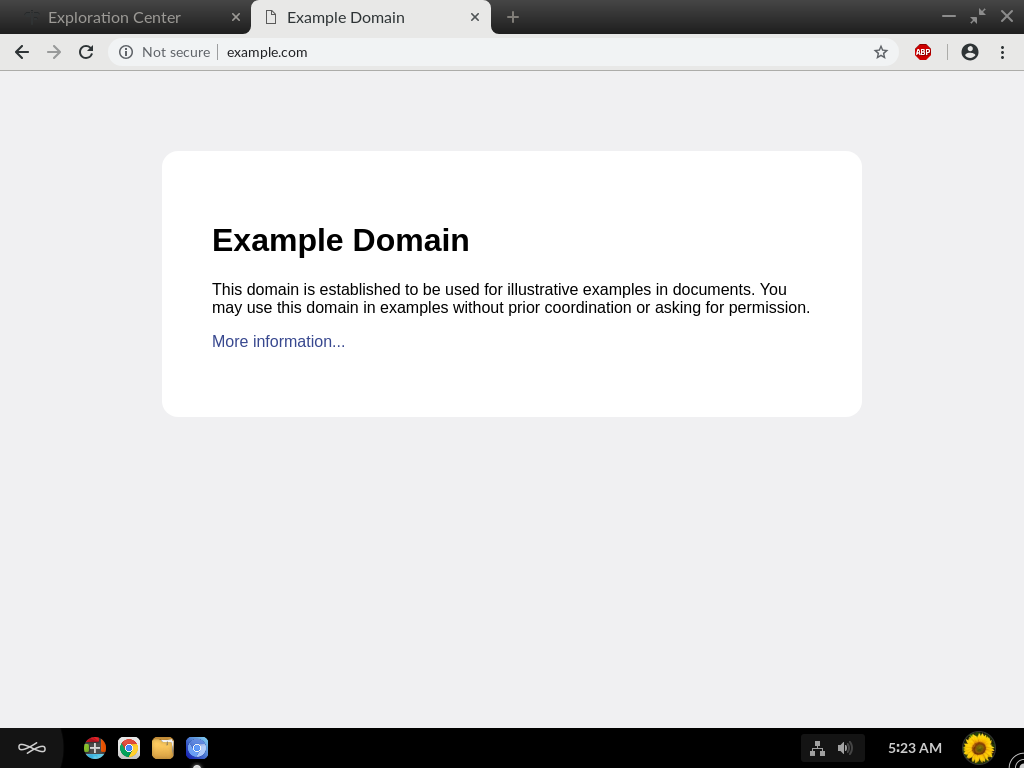 Exploration Center
Example Domain
Not secure
example.com
ABP
Example Domain
This domain is established to be used for illustrative examples in documents. You
may use this domain in examples without prior coordination or asking for permission.
More information...
5:23 AM